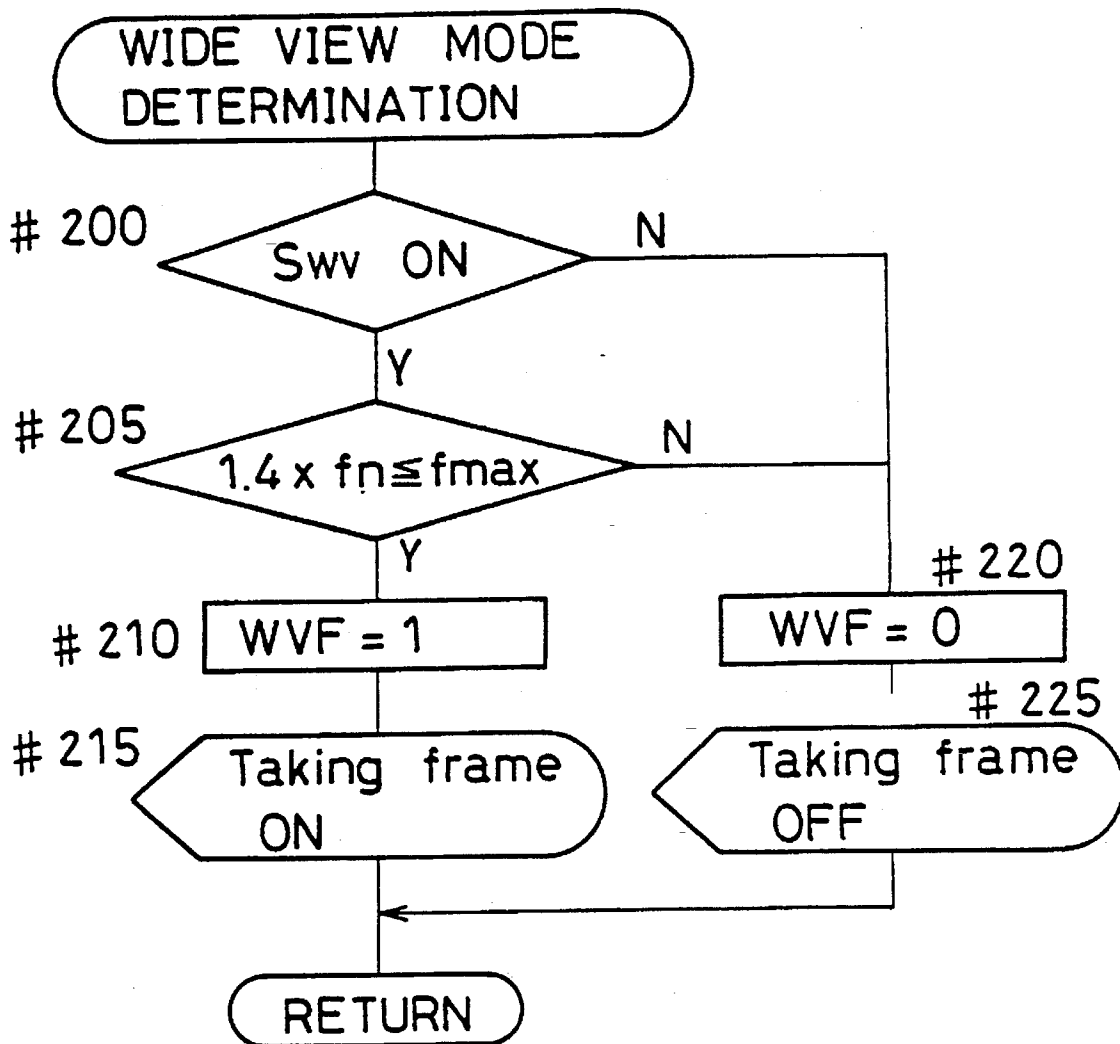 WIDE VIEW MODE
DETERMINATION
# 200
Swv ON
N
Y
# 205
1.4 x fn≦fmax
N
Y
# 210
WVF = 1
# 220
WVF = 0
# 215
Taking frame
ON
# 225
Taking frame
OFF
RETURN